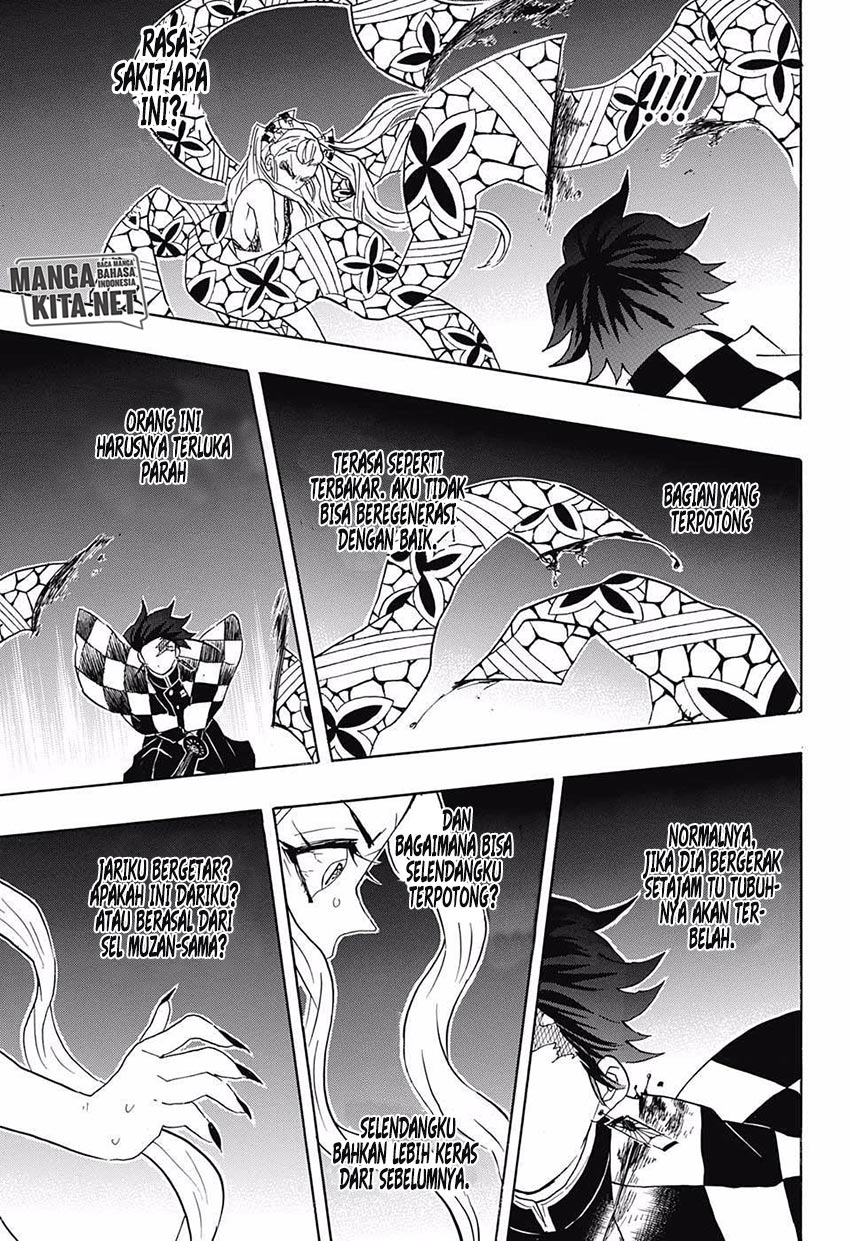 !!!
RASA
SAKIT APA
INI?
MANGA
KITA.NET
BACA MANGA
BAHASA
INDONESIA
BAGIAN YANG
TERPOTONG
TERASA SEPERTI
TERBAKAR. AKU TIDAK
BISA BEREGENERASI
DENGAN BAIK.
ORANG INI
HARUSNYA TERLUKA
PARAH
NORMALNYA,
JIKA DIA BERGERAK
SETAJAM TU TUBUH-
NYA AKAN TER-
BELAH.
DAN
BAGAIMANA BISA
SELENDANGKU
TERPOTONG?
SELENDANGKU
BAHKAN LEBIH KERAS
DARI SEBELUMNYA.
JARIKU BERGETAR?
APAKAH INI DARIKU?
ATAU BERASAL DARI
SEL MUZAN-SAMA?